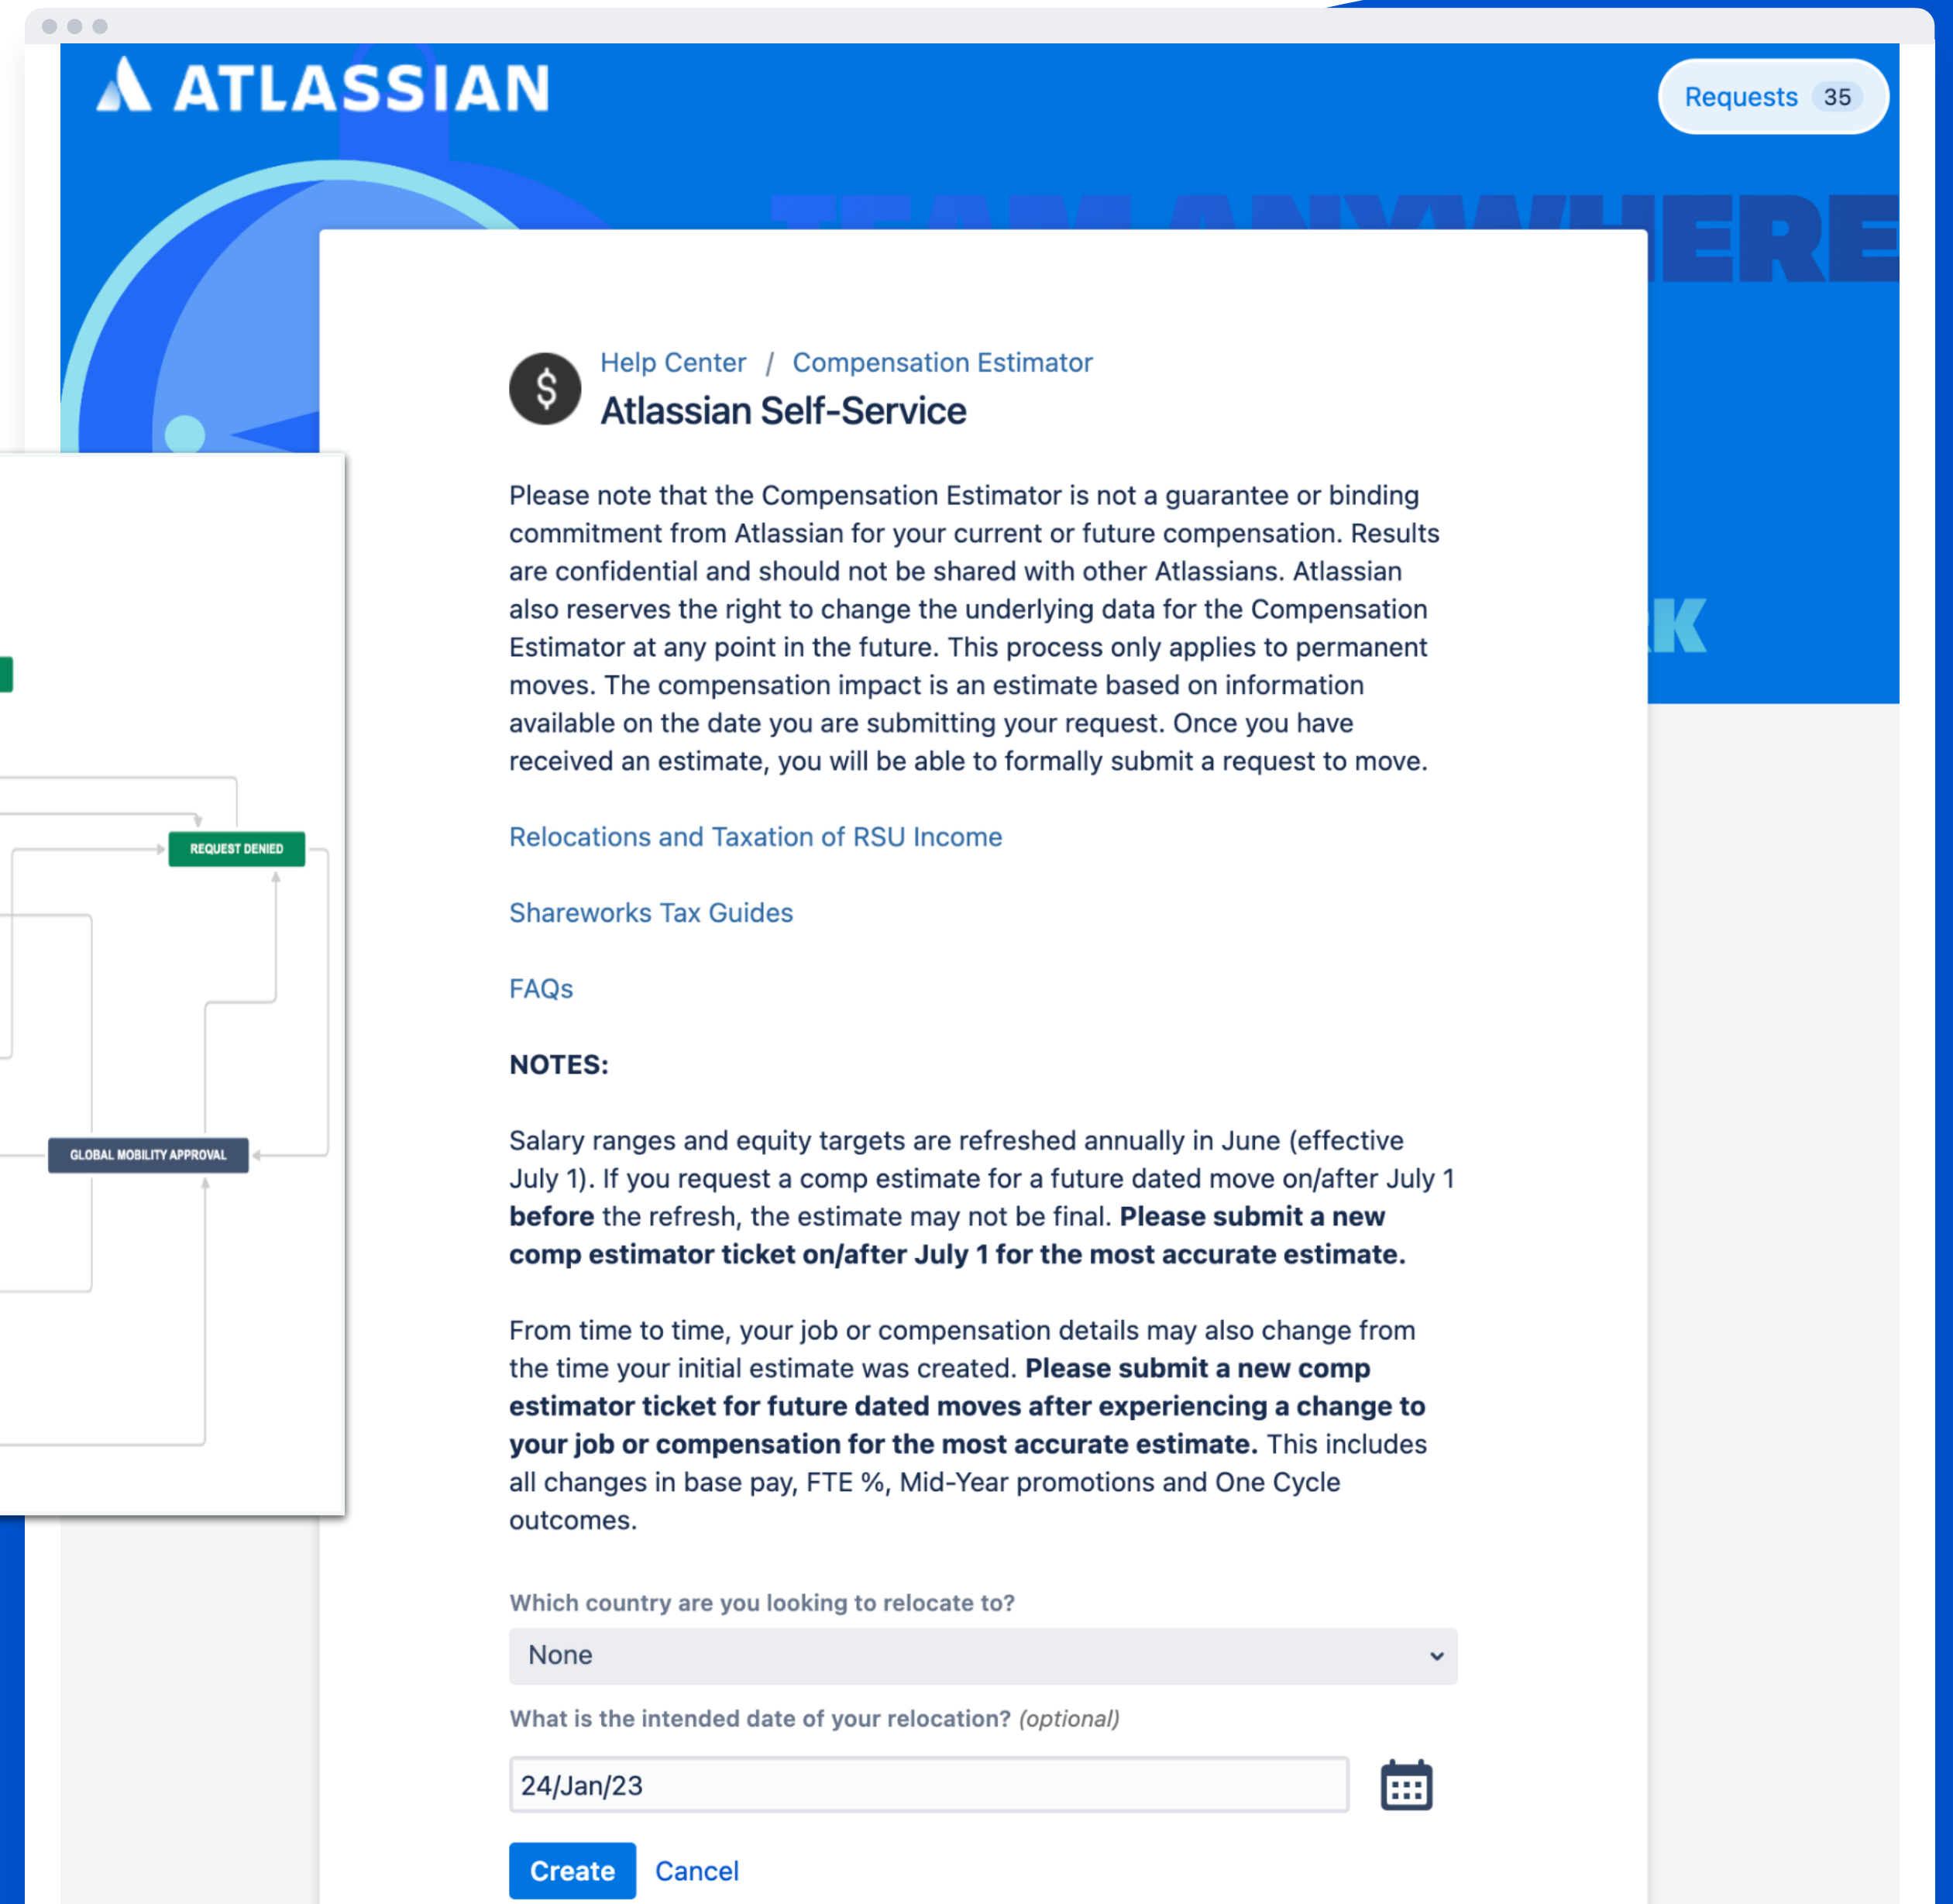 ATLASSIAN
Requests 35
TEAM ANYWHERE
Help Center / Compensation Estimator
Atlassian Self-Service
Please note that the Compensation Estimator is not a guarantee or binding
commitment from Atlassian for your current or future compensation. Results
are confidential and should not be shared with other Atlassians. Atlassian
also reserves the right to change the underlying data for the Compensation
Estimator at any point in the future. This process only applies to permanent
moves. The compensation impact is an estimate based on information
available on the date you are submitting your request. Once you have
received an estimate, you will be able to formally submit a request to move.
Relocations and Taxation of RSU Income
Shareworks Tax Guides
FAQs
NOTES:
Salary ranges and equity targets are refreshed annually in June (effective
July 1). If you request a comp estimate for a future dated move on/after July 1
before the refresh, the estimate may not be final. Please submit a new
comp estimator ticket on/after July 1 for the most accurate estimate.
From time to time, your job or compensation details may also change from
the time your initial estimate was created. Please submit a new comp
estimator ticket for future dated moves after experiencing a change to
your job or compensation for the most accurate estimate. This includes
all changes in base pay, FTE %, Mid-Year promotions and One Cycle
outcomes.
Which country are you looking to relocate to?
None
What is the intended date of your relocation? (optional)
24/Jan/23
Create Cancel
REQUEST DENIED
GLOBAL MOBILITY APPROVAL